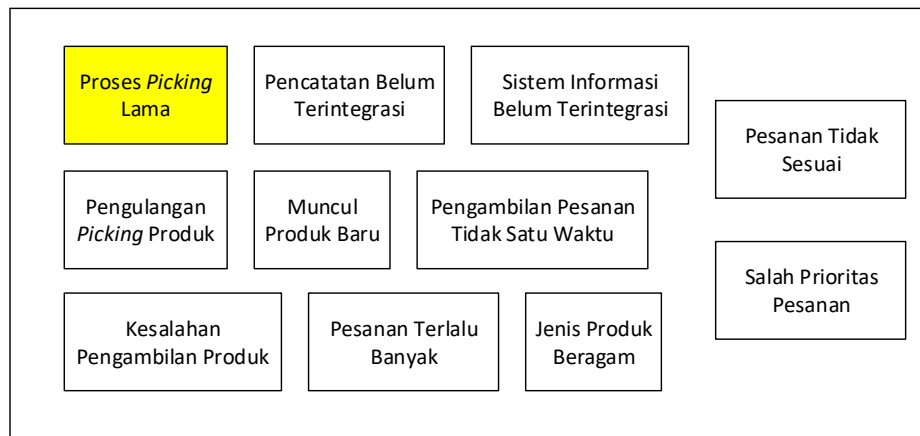 Proses Picking
Lama
Pencatatan Belum
Terintegrasi
Sistem Informasi
Belum Terintegrasi
Pesanan Tidak
Sesuai
Pengulangan
Picking Produk
Muncul
Produk Baru
Pengambilan Pesanan
Tidak Satu Waktu
Salah Prioritas
Pesanan
Kesalahan
Pengambilan Produk
Pesanan Terlalu
Banyak
Jenis Produk
Beragam